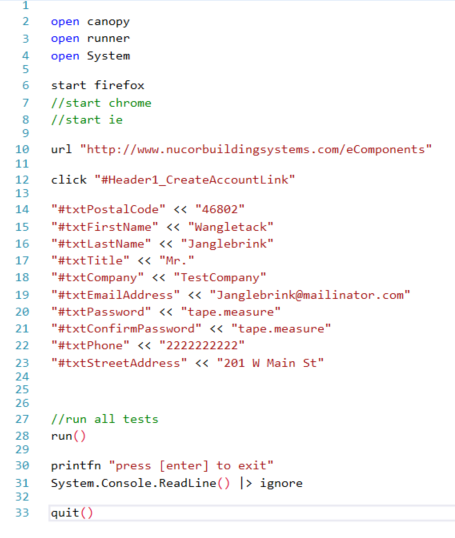 1
2 open canopy
3 open runner
4 open System
5
6 start firefox
7 //start chrome
8 //start ie
9
10 url "http://www.nucorbuildingsystems.com/eComponents"
11
12 click "#Header1_CreateAccountLink"
13
14 "#txtPostalCode" << "46802"
15 "#txtFirstName" << "Wangletack"
16 "#txtLastName" << "Janglebrink"
17 "#txtTitle" << "Mr."
18 "#txtCompany" << "TestCompany"
19 "#txtEmailAddress" << "Janglebrink@mailinator.com"
20 "#txtPassword" << "tape.measure"
21 "#txtConfirmPassword" << "tape.measure"
22 "#txtPhone" << "2222222222"
23 "#txtStreetAddress" << "201 W Main St"
24
25
26
27 //run all tests
28 run()
29
30 printfn "press [enter] to exit"
31 System.Console.ReadLine() |> ignore
32
33 quit()